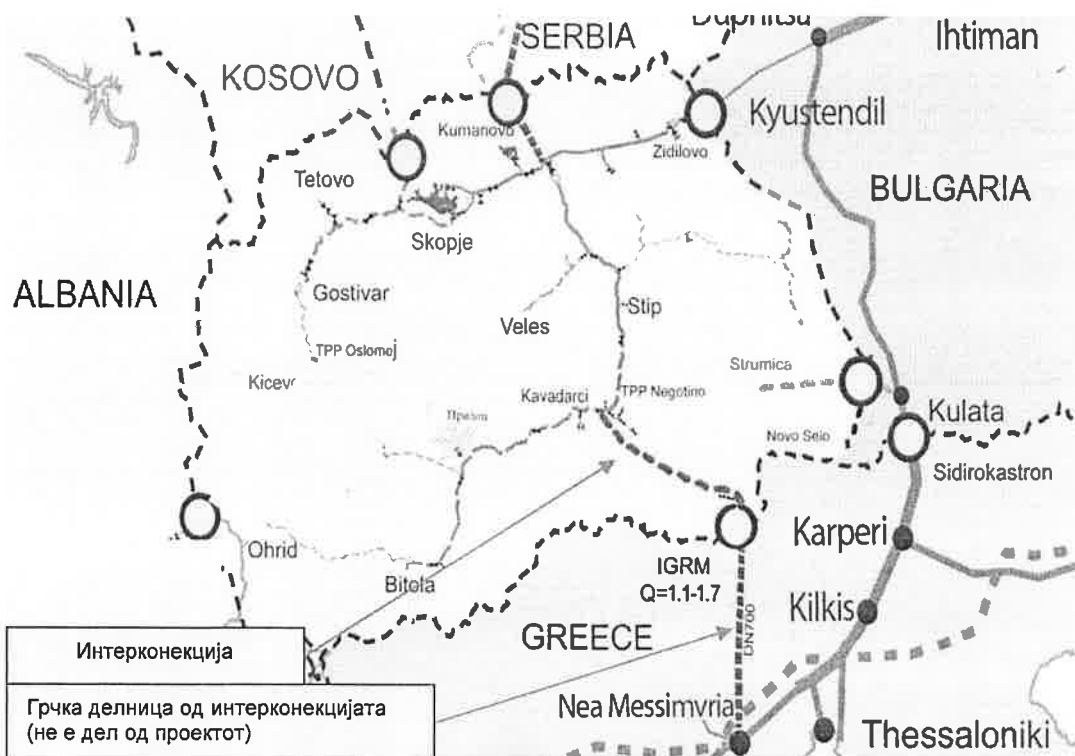 Dupnitsa
SERBIA
Ihtiman
KOSOVO
Kyustendil
Kumanovo
Zidilovo
Tetovo
BULGARIA
Skopje
ALBANIA
Gostivar
Stip
Veles
TPP Oslomej
Strumica
Kicevo
Kavadarci
TPP Negotino
Kulata
Novo Selo
Sidirokastron
Karperi
Ohrid
IGRM
Bitola
Q=1.1-1.7
Kilkis
GREECE
DN700
Интерконекција
Грчка делница од интерконекцијата
(не е дел од проектот)
Nea Messimvria
Thessaloniki